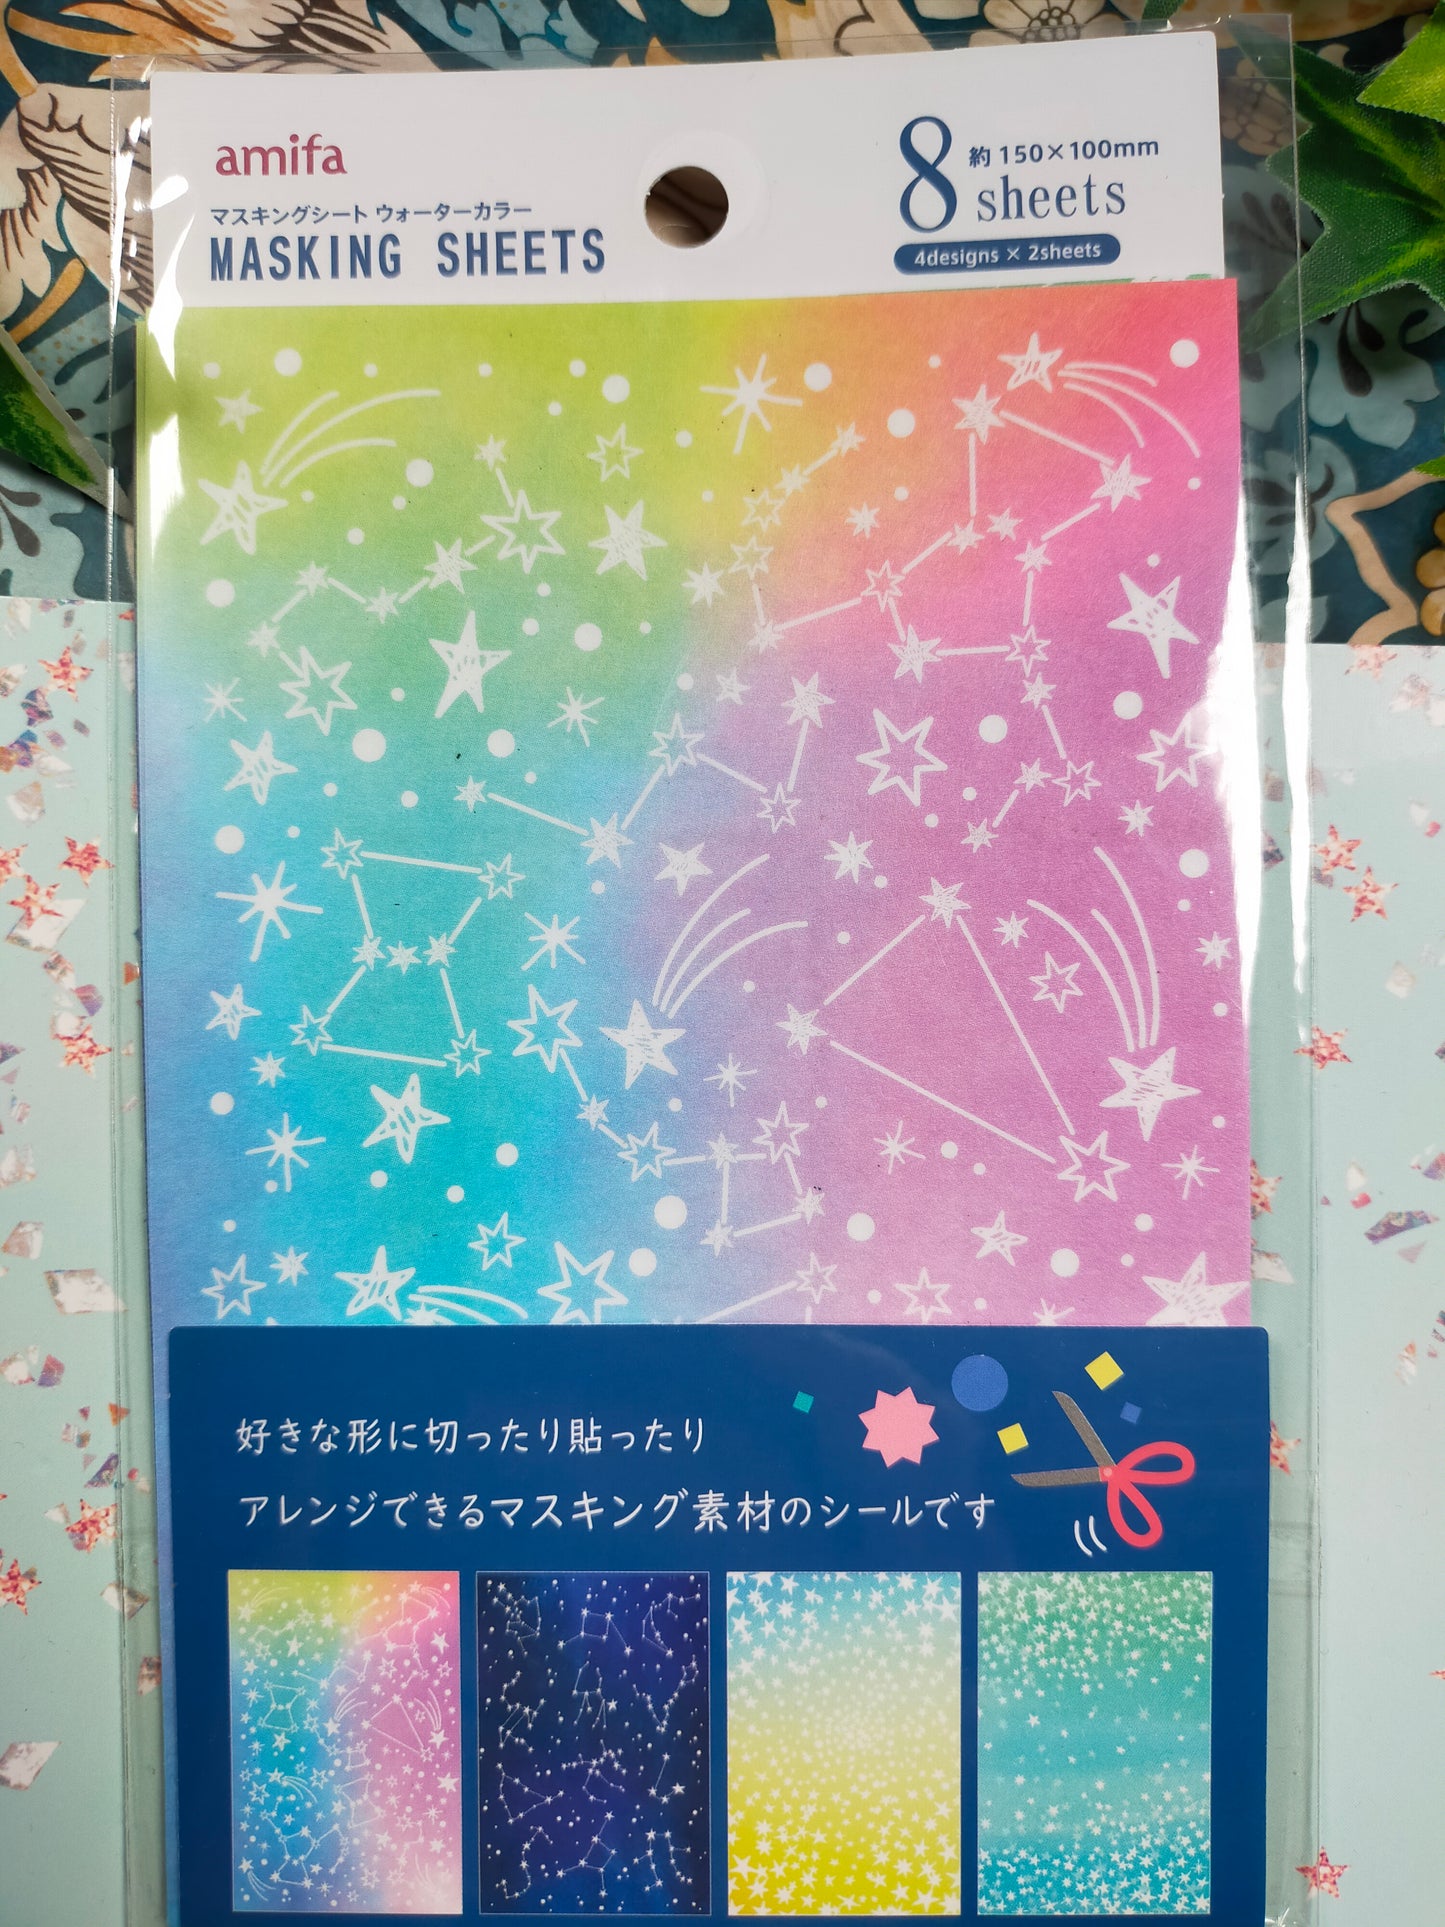 amifa
マスキングシート ウォーターカラー
MASKING SHEETS
8 約150×100mm
sheets
4designs × 2sheets
好きな形に切ったり貼ったり
アレンジできるマスキング素材のシールです